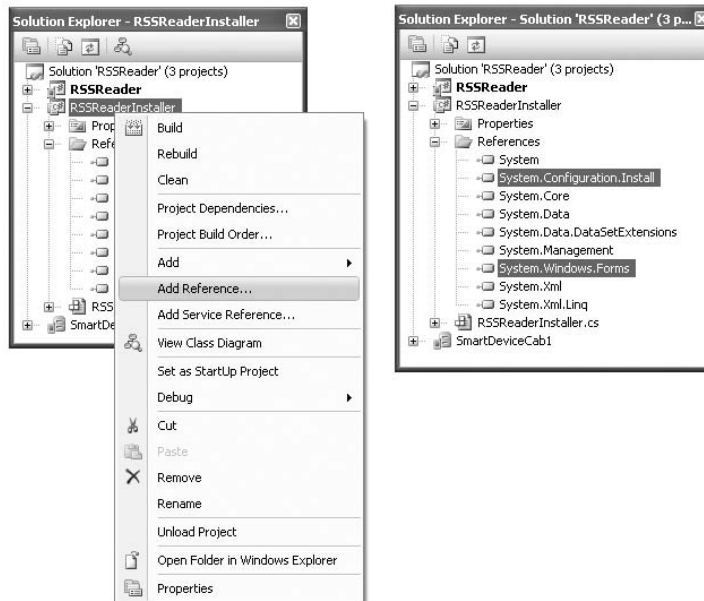 Solution Explorer - RSSReaderInstaller
Solution 'RSSReader' (3 projects)
RSSReader
RSSReaderInstaller
Prop
Refe
RSS
SmartDe
Build
Rebuild
Clean
Project Dependencies...
Project Build Order...
Add
Add Reference...
Add Service Reference...
View Class Diagram
Set as StartUp Project
Debug
Cut
Paste
Remove
Rename
Unload Project
Open Folder in Windows Explorer
Properties
Solution Explorer - Solution 'RSSReader' (3 p...
Solution 'RSSReader' (3 projects)
RSSReader
RSSReaderInstaller
Properties
References
System
System.Configuration.Install
System.Core
System.Data
System.Data.DataSetExtensions
System.Management
System.Windows.Forms
System.Xml
System.Xml.Linq
RSSReaderInstaller.cs
SmartDeviceCab1